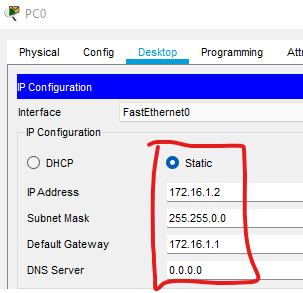 PC0
Physical Config Desktop Programming
IP Configuration
Interface FastEthernet0
IP Configuration
DHCP Static
IP Address 172.16.1.2
Subnet Mask 255.255.0.0
Default Gateway 172.16.1.1
DNS Server 0.0.0.0